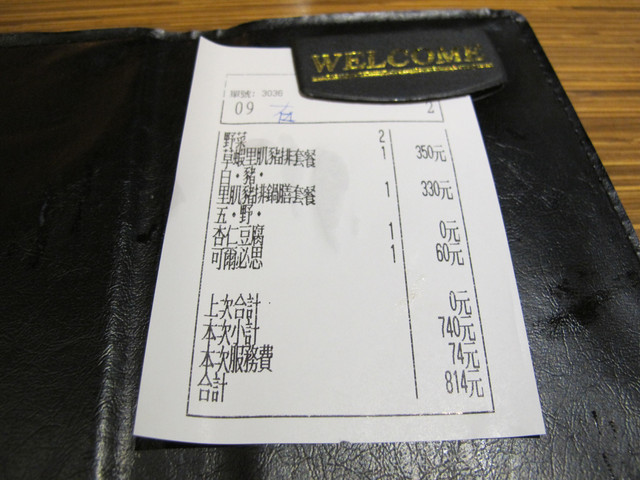 WELCOME
單號: 3036
09 2
野菜 2
草蝦里肌豬排套餐 1 350元
白·豬·
里肌豬排鍋膳套餐 1 330元
五·野·
杏仁豆腐 1 0元
可爾必思 1 60元
上次合計 0元
本次小計 740元
本次服務費 74元
合計 814元